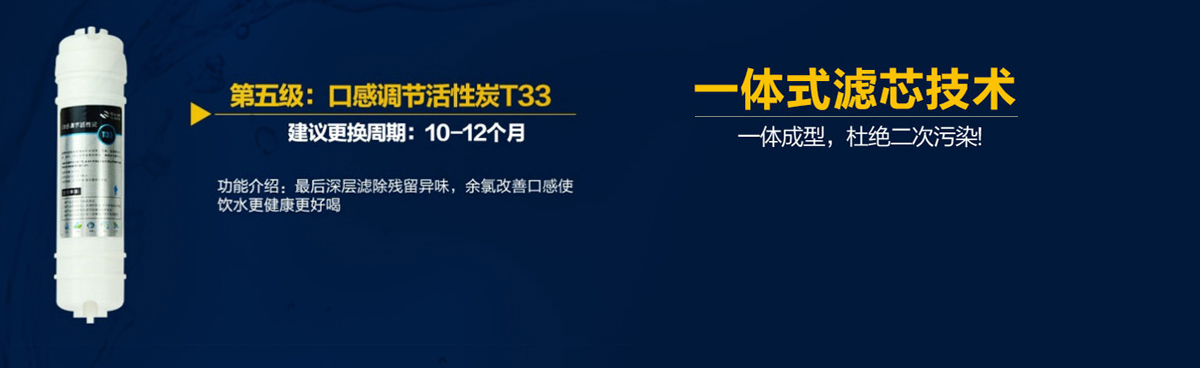 第五级：口感调节活性炭T33
建议更换周期：10-12个月
功能介绍：最后深层滤除残留异味，余氯改善口感使
饮水更健康更好喝
一体式滤芯技术
一体成型，杜绝二次污染!
T33